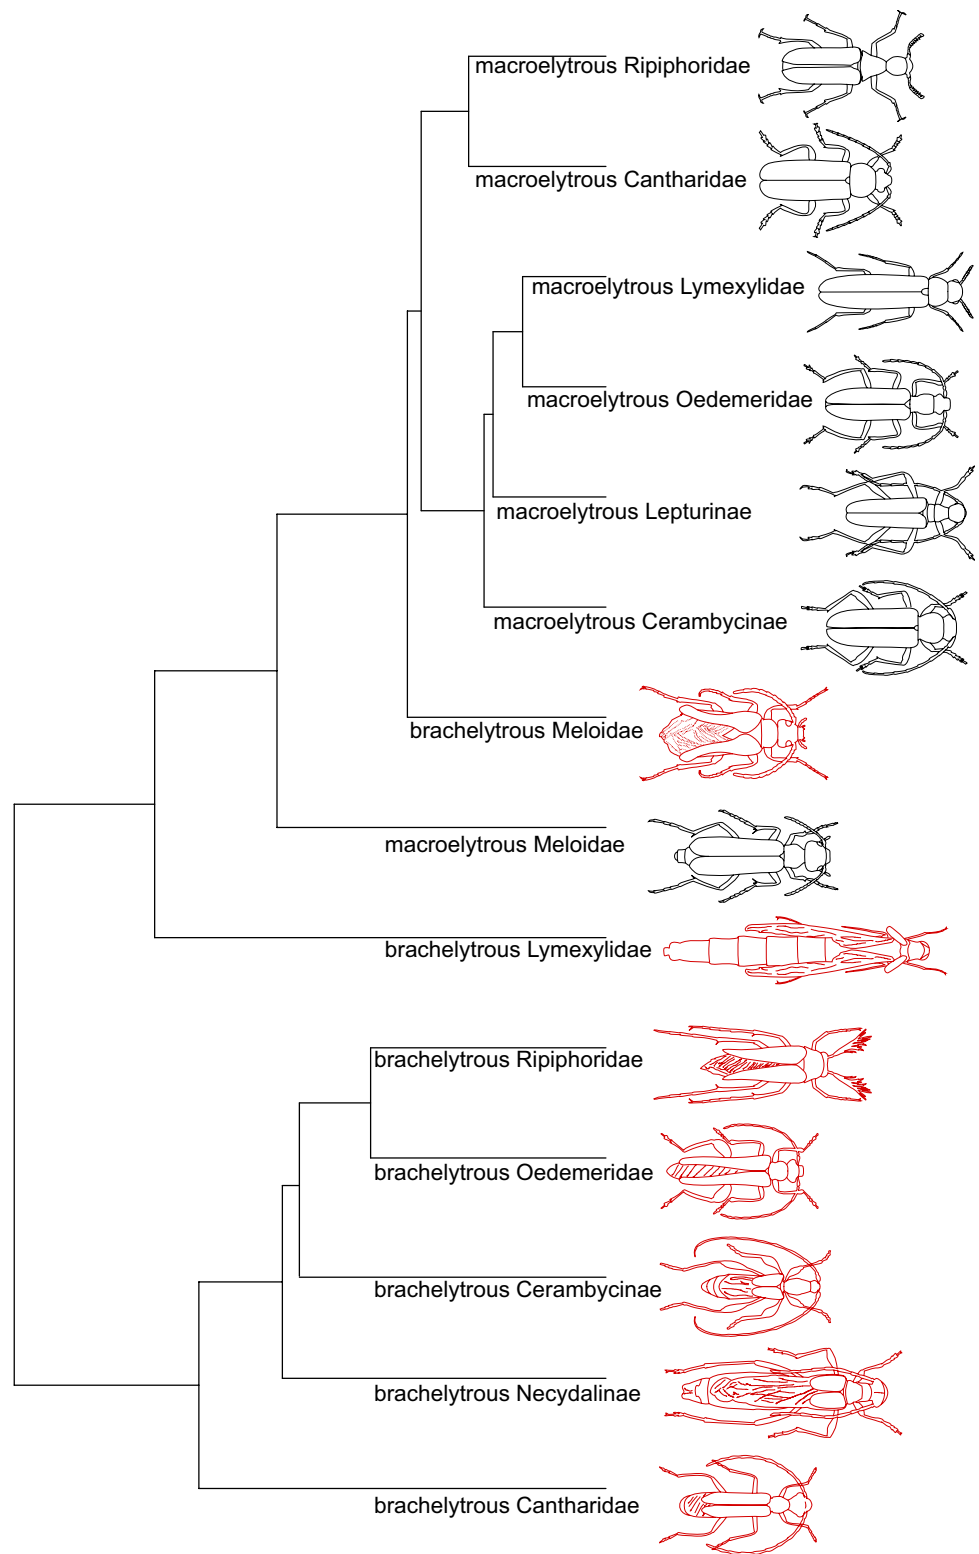 macroelytrous Ripiphoridae
macroelytrous Cantharidae
macroelytrous Lymexylidae
macroelytrous Oedemeridae
macroelytrous Lepturinae
macroelytrous Cerambycinae
brachelytrous Meloidae
macroelytrous Meloidae
brachelytrous Lymexylidae
brachelytrous Ripiphoridae
brachelytrous Oedemeridae
brachelytrous Cerambycinae
brachelytrous Necydalinae
brachelytrous Cantharidae